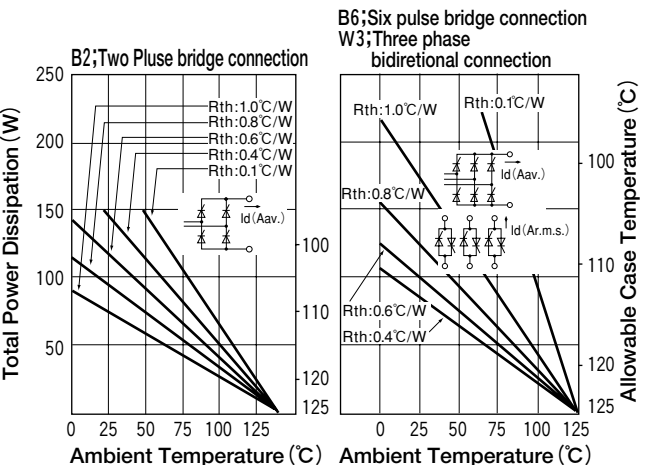 B6;Six pulse bridge connection
W3;Three phase
bidiretional connection
B2;Two Pluse bridge connection
Total Power Dissipation (W)
250
200
150
100
50
Rth:1.0℃/W
Rth:0.8℃/W
Rth:0.6℃/W
Rth:0.4℃/W
Rth:0.1℃/W
Id(Aav.)
100
110
120
125
0 25 50 75 100 125
Ambient Temperature (℃)
Rth:1.0℃/W
Rth:0.1℃/W
Id(Aav.)
Rth:0.8℃/W
Id(Ar.m.s.)
Rth:0.6℃/W
Rth:0.4℃/W
100
110
120
125
Allowable Case Temperature (℃)
0 25 50 75 100 125
Ambient Temperature (℃)